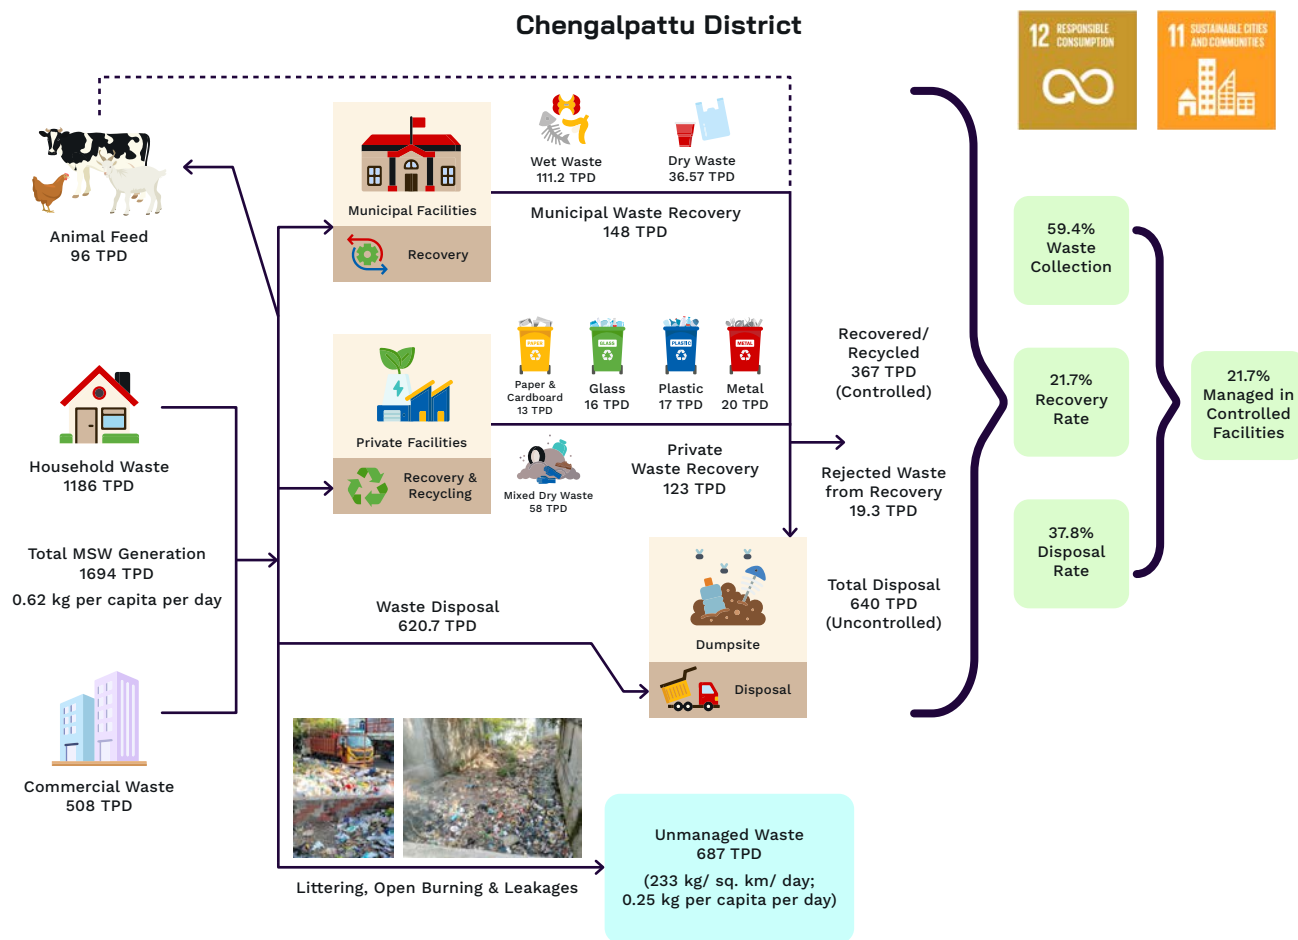 Chengalpattu District
12 RESPONSIBLE
CONSUMPTION
11 SUSTAINABLE CITIES
AND COMMUNITIES
Animal Feed
96 TPD
Municipal Facilities
Recovery
Wet Waste
111.2 TPD
Dry Waste
36.57 TPD
Municipal Waste Recovery
148 TPD
59.4%
Waste
Collection
Household Waste
1186 TPD
Private Facilities
Recovery &
Recycling
PAPER
GLASS
PLASTIC
METAL
Paper &
Cardboard
13 TPD
Glass
16 TPD
Plastic
17 TPD
Metal
20 TPD
Mixed Dry Waste
58 TPD
Private
Waste Recovery
123 TPD
Recovered/
Recycled
367 TPD
(Controlled)
Rejected Waste
from Recovery
19.3 TPD
21.7%
Recovery
Rate
21.7%
Managed in
Controlled
Facilities
Total MSW Generation
1694 TPD
0.62 kg per capita per day
Waste Disposal
620.7 TPD
Dumpsite
Disposal
Total Disposal
640 TPD
(Uncontrolled)
37.8%
Disposal
Rate
Commercial Waste
508 TPD
Littering, Open Burning & Leakages
Unmanaged Waste
687 TPD
(233 kg/ sq. km/ day;
0.25 kg per capita per day)